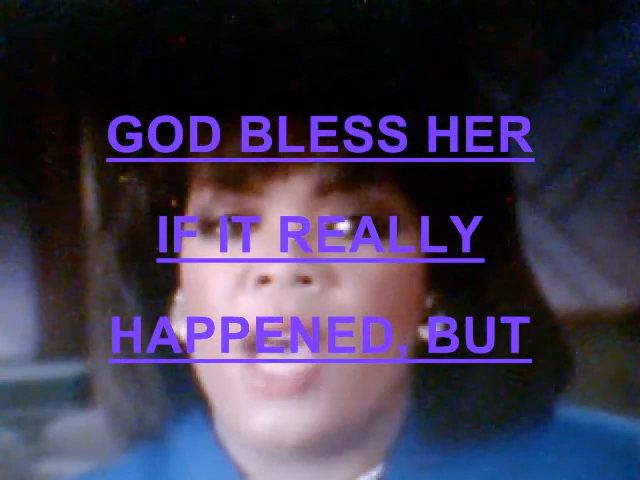 GOD BLESS HER
IF IT REALLY
HAPPENED, BUT